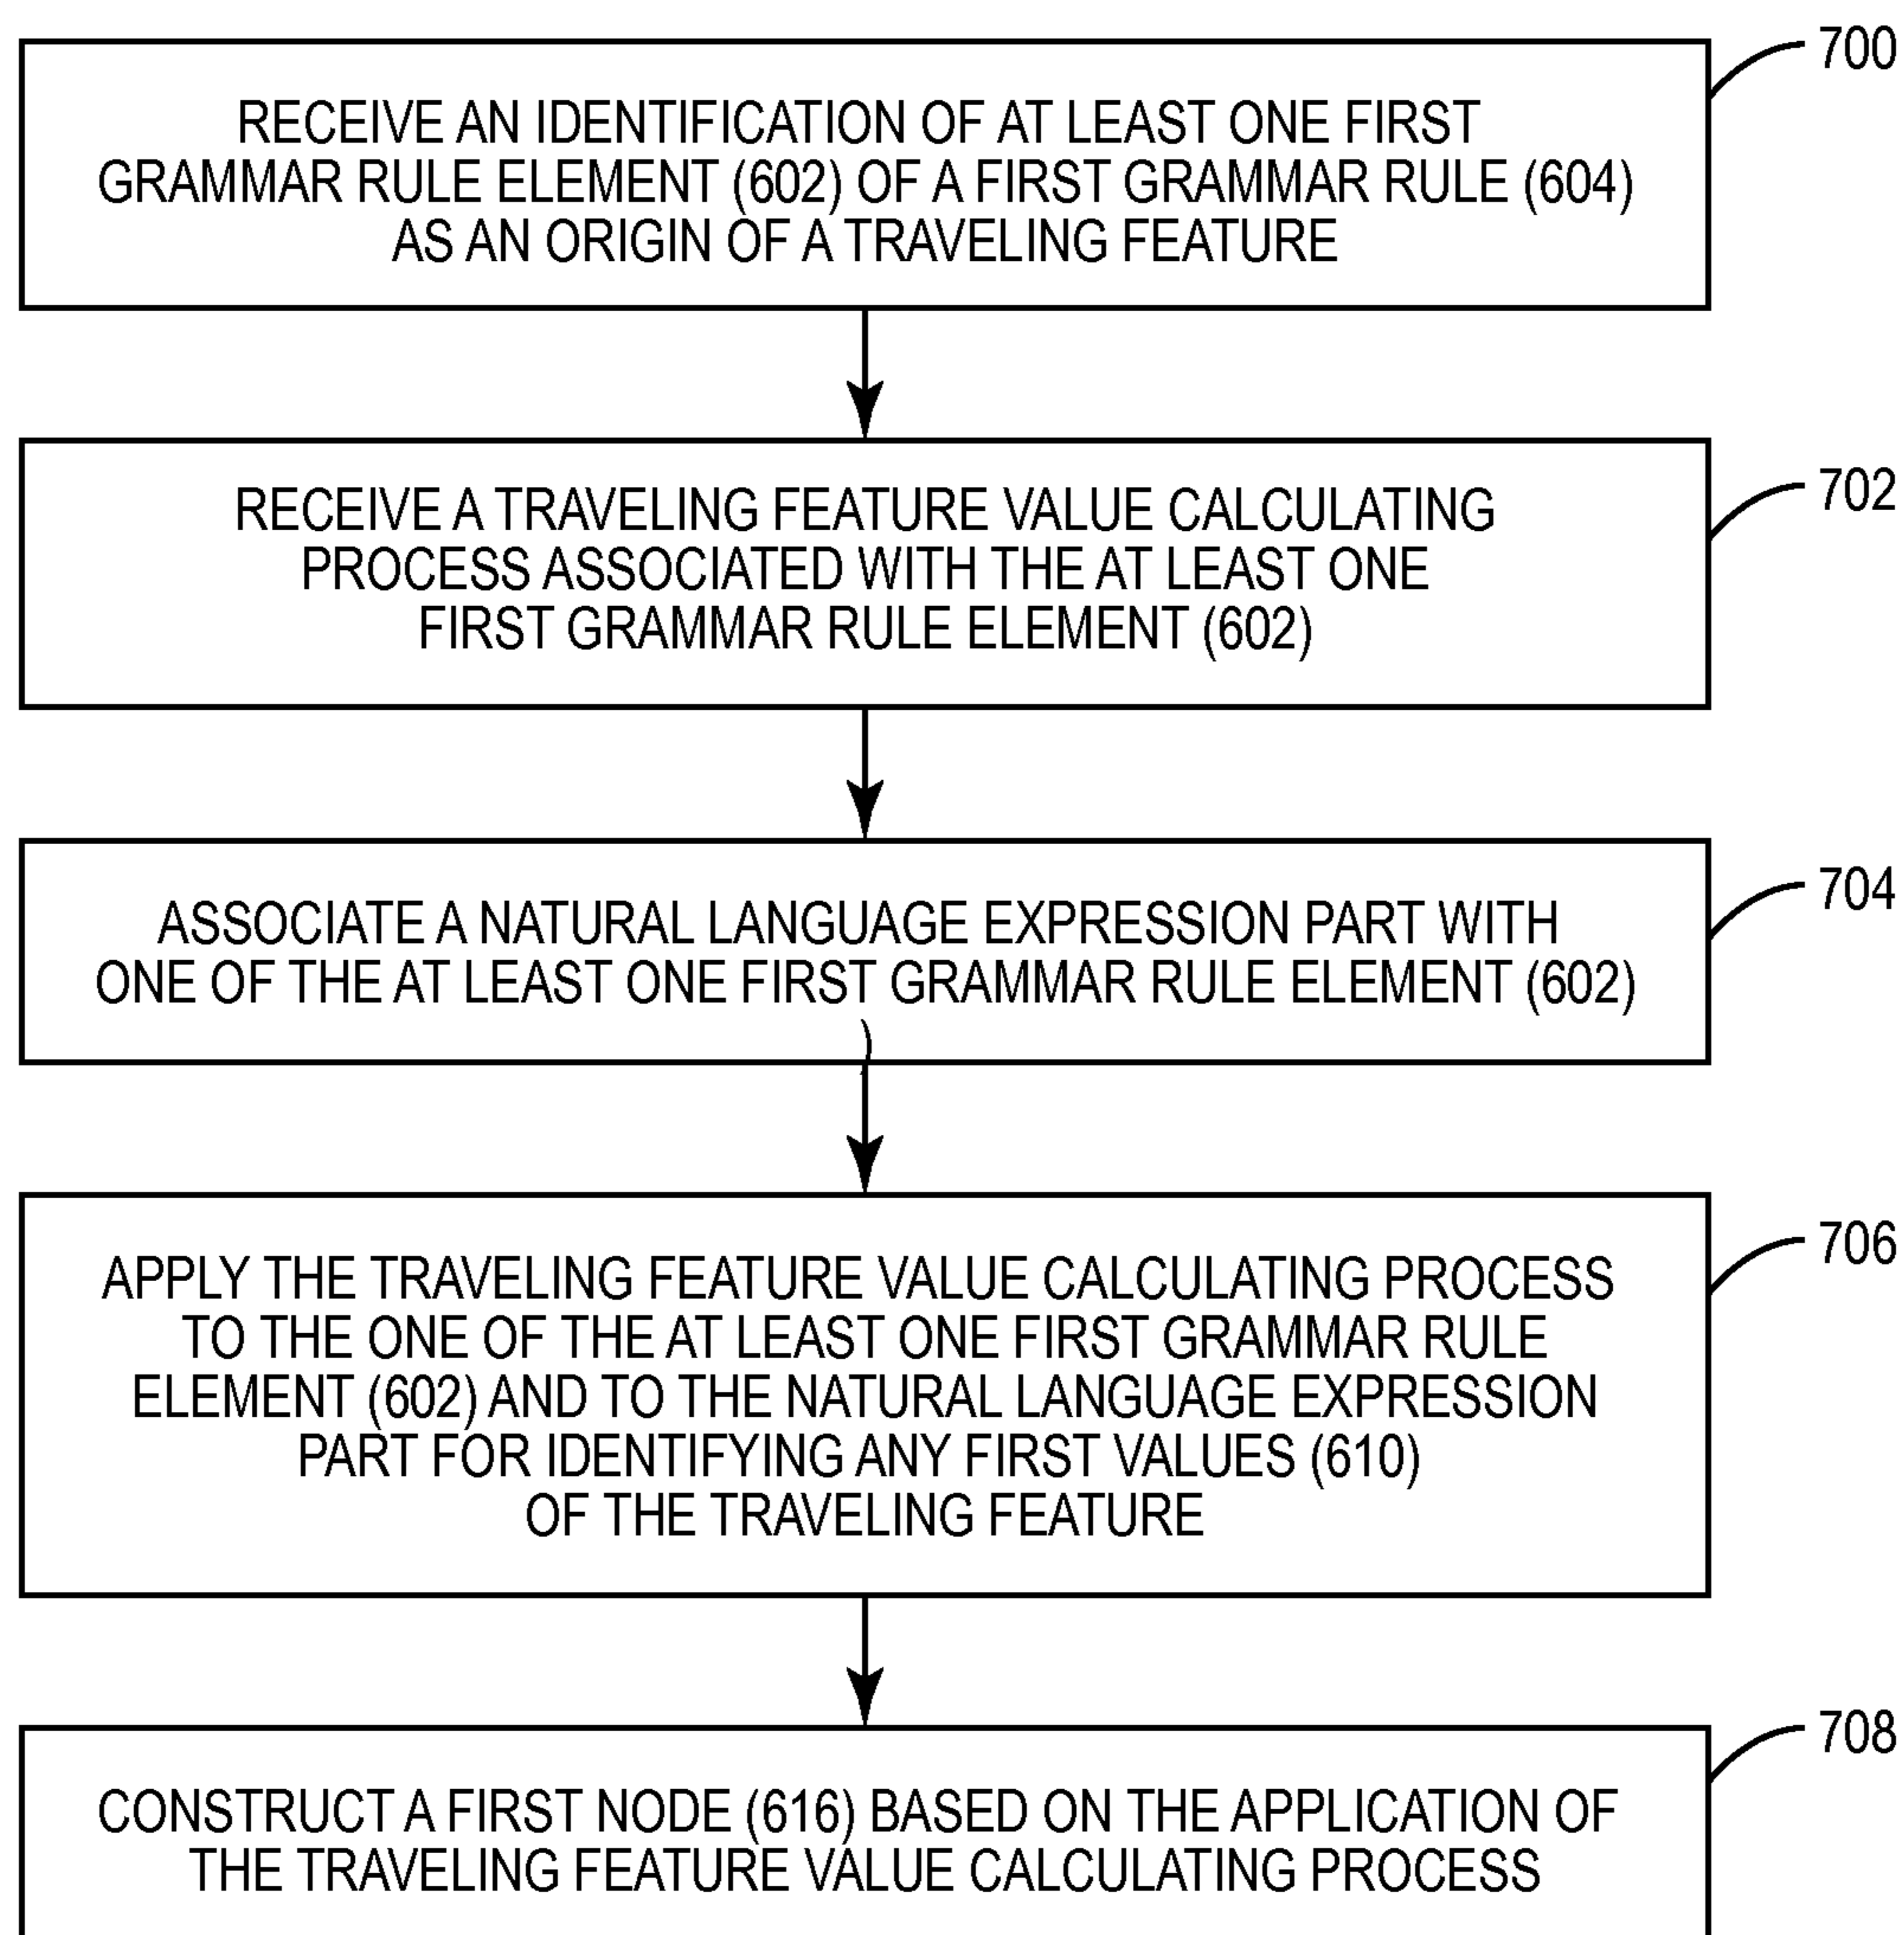 700
RECEIVE AN IDENTIFICATION OF AT LEAST ONE FIRST
GRAMMAR RULE ELEMENT (602) OF A FIRST GRAMMAR RULE (604)
AS AN ORIGIN OF A TRAVELING FEATURE
702
RECEIVE A TRAVELING FEATURE VALUE CALCULATING
PROCESS ASSOCIATED WITH THE AT LEAST ONE
FIRST GRAMMAR RULE ELEMENT (602)
704
ASSOCIATE A NATURAL LANGUAGE EXPRESSION PART WITH
ONE OF THE AT LEAST ONE FIRST GRAMMAR RULE ELEMENT (602)
706
APPLY THE TRAVELING FEATURE VALUE CALCULATING PROCESS
TO THE ONE OF THE AT LEAST ONE FIRST GRAMMAR RULE
ELEMENT (602) AND TO THE NATURAL LANGUAGE EXPRESSION
PART FOR IDENTIFYING ANY FIRST VALUES (610)
OF THE TRAVELING FEATURE
708
CONSTRUCT A FIRST NODE (616) BASED ON THE APPLICATION OF
THE TRAVELING FEATURE VALUE CALCULATING PROCESS